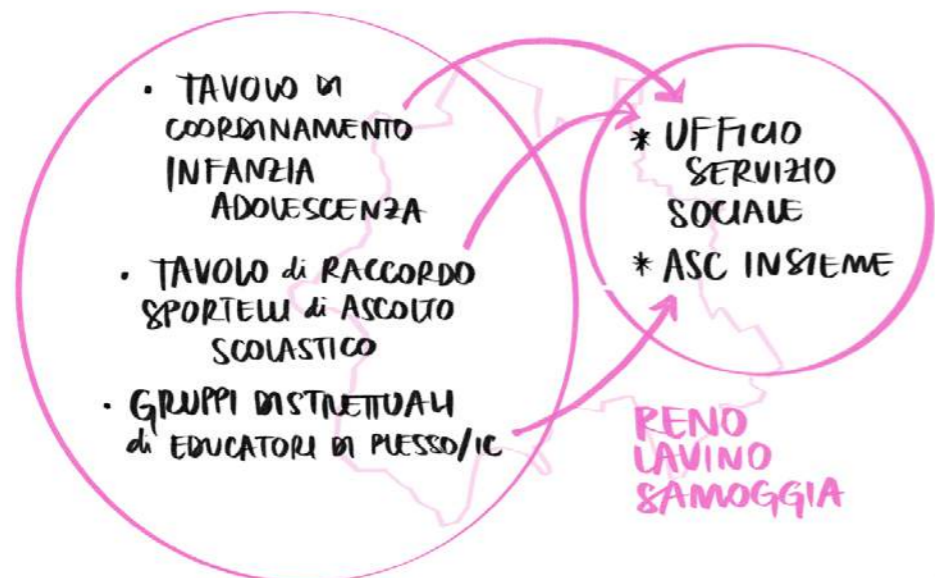 • TAVOLO DI
COORDINAMENTO
INFANZIA
ADOLESCENZA
• TAVOLO di RACCORDO
SPORTELLI di ASCOLTO
SCOLASTICO
• GRUPPI DISTRETTUALI
di EDUCATORI DI PLESSO/IC
* UFFICIO
SERVIZIO
SOCIALE
* ASC INSIEME
RENO
LAVINO
SAMOGGIA